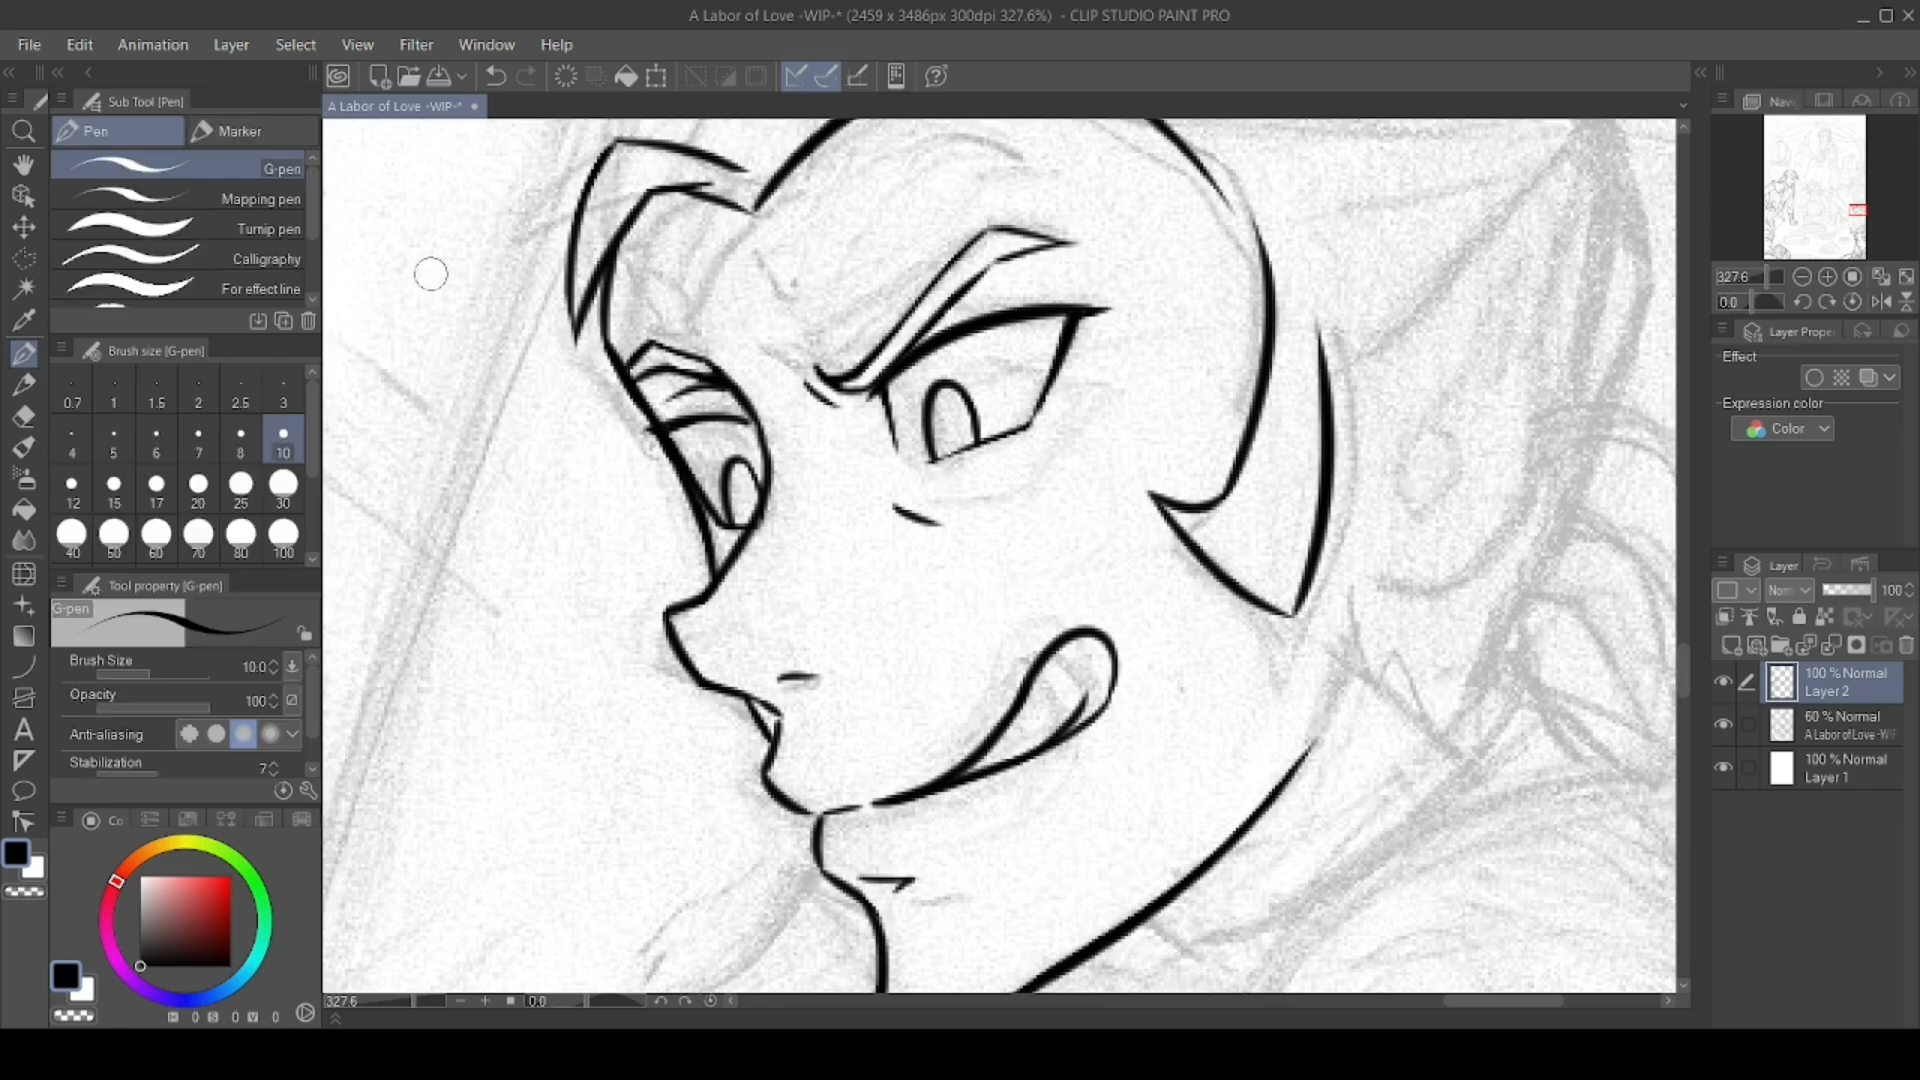 A Labor of Love -WIP-* (2459 x 3486px 300dpi 327.6%) - CLIP STUDIO PAINT PRO
File Edit Animation Layer Select View Filter Window Help
Sub Tool [Pen]
A Labor of Love -WIP-*
Pen
Marker
G-pen
Mapping pen
Turnip pen
Calligraphy
For effect line
Brush size [G-pen]
0.7 1 1.5 2 2.5 3
4 5 6 7 8 10
12 15 17 20 25 30
40 50 60 70 80 100
Tool property [G-pen]
G-pen
Brush Size 10.0
Opacity 100
Anti-aliasing
Stabilization 7
Co
H 0 S 0 V 0
327.6 0.0
Nav
327.6
0.0
Layer Prope
Effect
Expression color
Color
Layer
Norn 100
100 % Normal
Layer 2
60 % Normal
A Labor of Love -WIF
100 % Normal
Layer 1